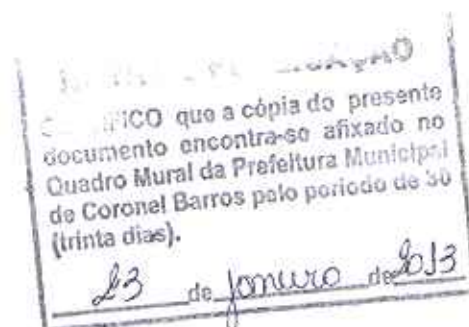 que a cópia do presente
documento encontra-se afixado no
Quadro Mural da Prefeitura Municipal
de Coronel Barros pelo período de 30
(trinta dias).
23 de janeiro de 2013